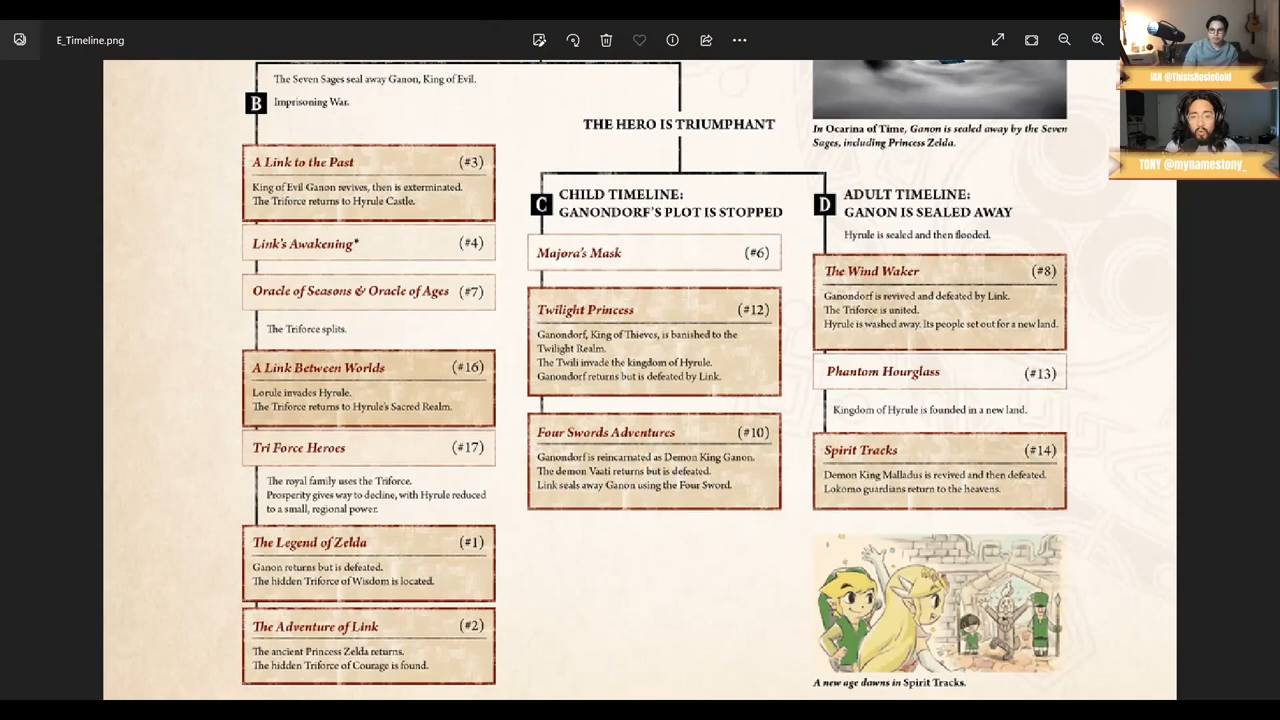 E_Timeline.png
IAN @ThisIsRosieGold
TONY @mynamestony_
The Seven Sages seal away Ganon, King of Evil.
B
Imprisoning War.
A Link to the Past (#3)
King of Evil Ganon revives, then is exterminated.
The Triforce returns to Hyrule Castle.
Link's Awakening* (#4)
Oracle of Seasons & Oracle of Ages (#7)
The Triforce splits.
A Link Between Worlds (#16)
Lorule invades Hyrule.
The Triforce returns to Hyrule's Sacred Realm.
Tri Force Heroes (#17)
The royal family uses the Triforce.
Prosperity gives way to decline, with Hyrule reduced
to a small, regional power.
The Legend of Zelda (#1)
Ganon returns but is defeated.
The hidden Triforce of Wisdom is located.
The Adventure of Link (#2)
The ancient Princess Zelda returns.
The hidden Triforce of Courage is found.
THE HERO IS TRIUMPHANT
C
CHILD TIMELINE:
GANONDORF'S PLOT IS STOPPED
Majora's Mask (#6)
Twilight Princess (#12)
Ganondorf, King of Thieves, is banished to the
Twilight Realm.
The Twili invade the kingdom of Hyrule.
Ganondorf returns but is defeated by Link.
Four Swords Adventures (#10)
Ganondorf is reincarnated as Demon King Ganon.
The demon Vaati returns but is defeated.
Link seals away Ganon using the Four Sword.
In Ocarina of Time, Ganon is sealed away by the Seven
Sages, including Princess Zelda.
D
ADULT TIMELINE:
GANON IS SEALED AWAY
Hyrule is sealed and then flooded.
The Wind Waker (#8)
Ganondorf is revived and defeated by Link.
The Triforce is united.
Hyrule is washed away. Its people set out for a new land.
Phantom Hourglass (#13)
Kingdom of Hyrule is founded in a new land.
Spirit Tracks (#14)
Demon King Malladus is revived and then defeated.
Lokomo guardians return to the heavens.
A new age dawns in Spirit Tracks.